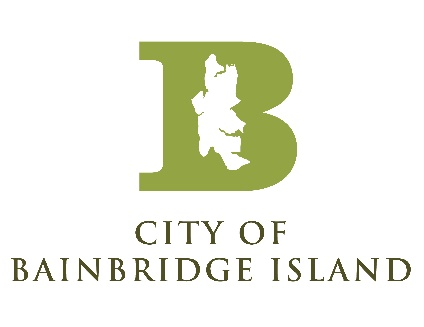 B
CITY OF
BAINBRIDGE ISLAND